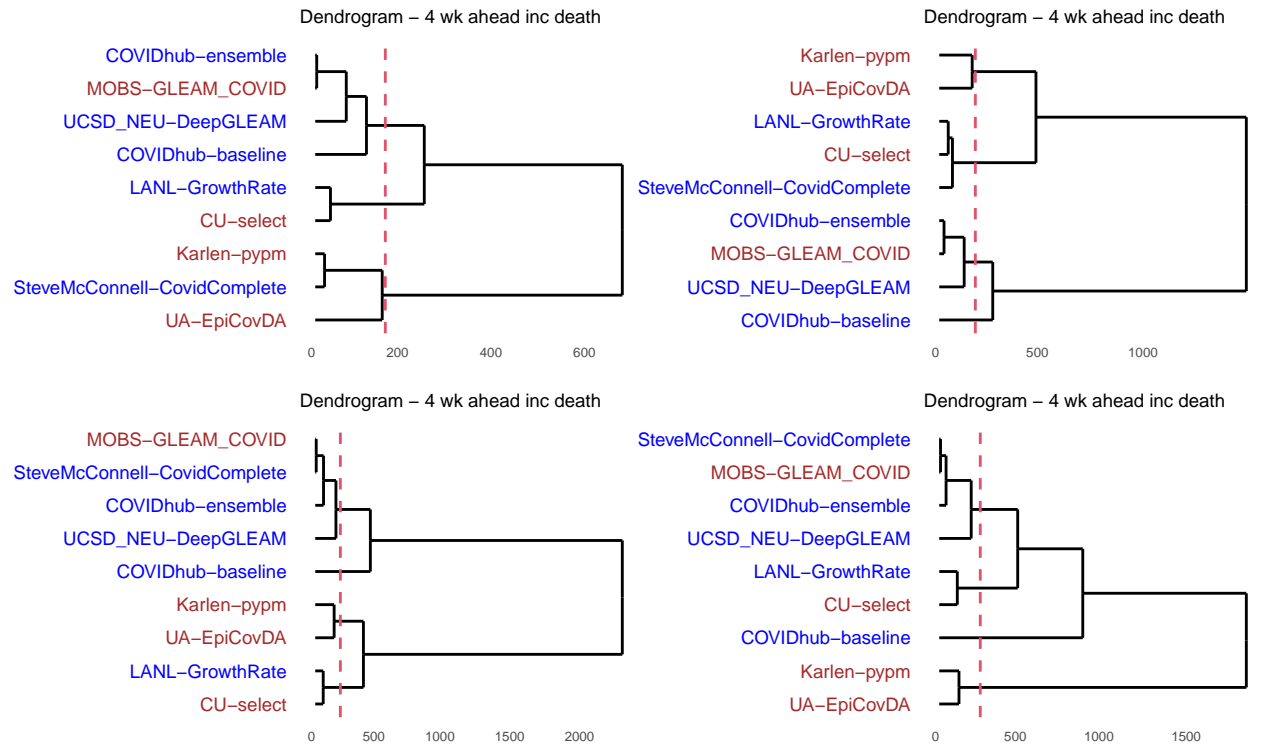 Dendrogram − 4 wk ahead inc death
COVIDhub−ensemble
MOBS−GLEAM_COVID
UCSD_NEU−DeepGLEAM
COVIDhub−baseline
LANL−GrowthRate
CU−select
Karlen−pypm
SteveMcConnell−CovidComplete
UA−EpiCovDA
0 200 400 600
Dendrogram − 4 wk ahead inc death
Karlen−pypm
UA−EpiCovDA
LANL−GrowthRate
CU−select
SteveMcConnell−CovidComplete
COVIDhub−ensemble
MOBS−GLEAM_COVID
UCSD_NEU−DeepGLEAM
COVIDhub−baseline
0 500 1000
Dendrogram − 4 wk ahead inc death
MOBS−GLEAM_COVID
SteveMcConnell−CovidComplete
COVIDhub−ensemble
UCSD_NEU−DeepGLEAM
COVIDhub−baseline
Karlen−pypm
UA−EpiCovDA
LANL−GrowthRate
CU−select
0 500 1000 1500 2000
Dendrogram − 4 wk ahead inc death
SteveMcConnell−CovidComplete
MOBS−GLEAM_COVID
COVIDhub−ensemble
UCSD_NEU−DeepGLEAM
LANL−GrowthRate
CU−select
COVIDhub−baseline
Karlen−pypm
UA−EpiCovDA
0 500 1000 1500